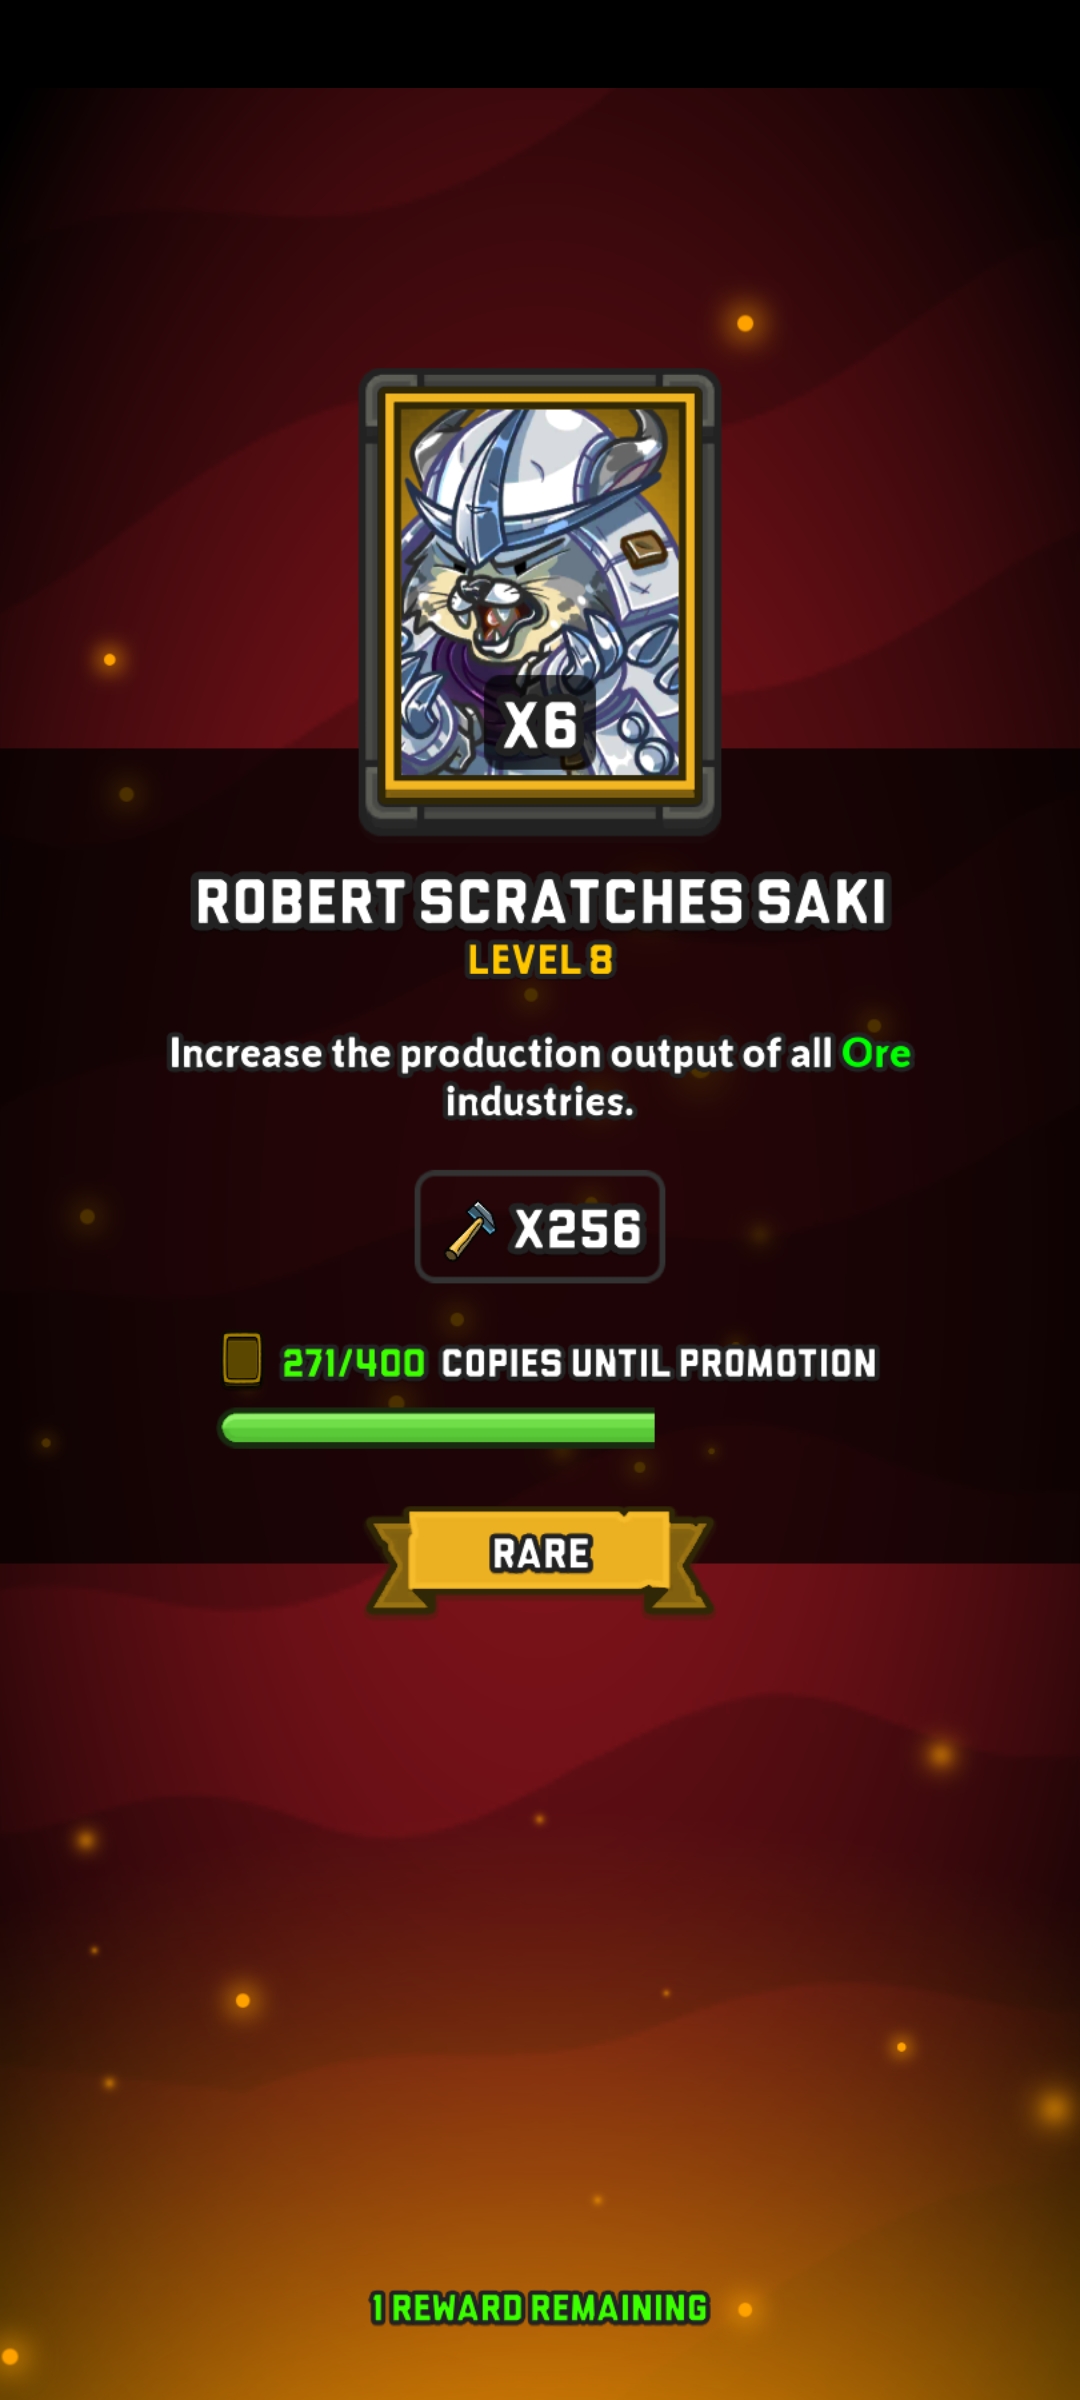 X6
ROBERT SCRATCHES SAKI
LEVEL 8
Increase the production output of all Ore
industries.
X256
271/400 COPIES UNTIL PROMOTION
RARE
1 REWARD REMAINING